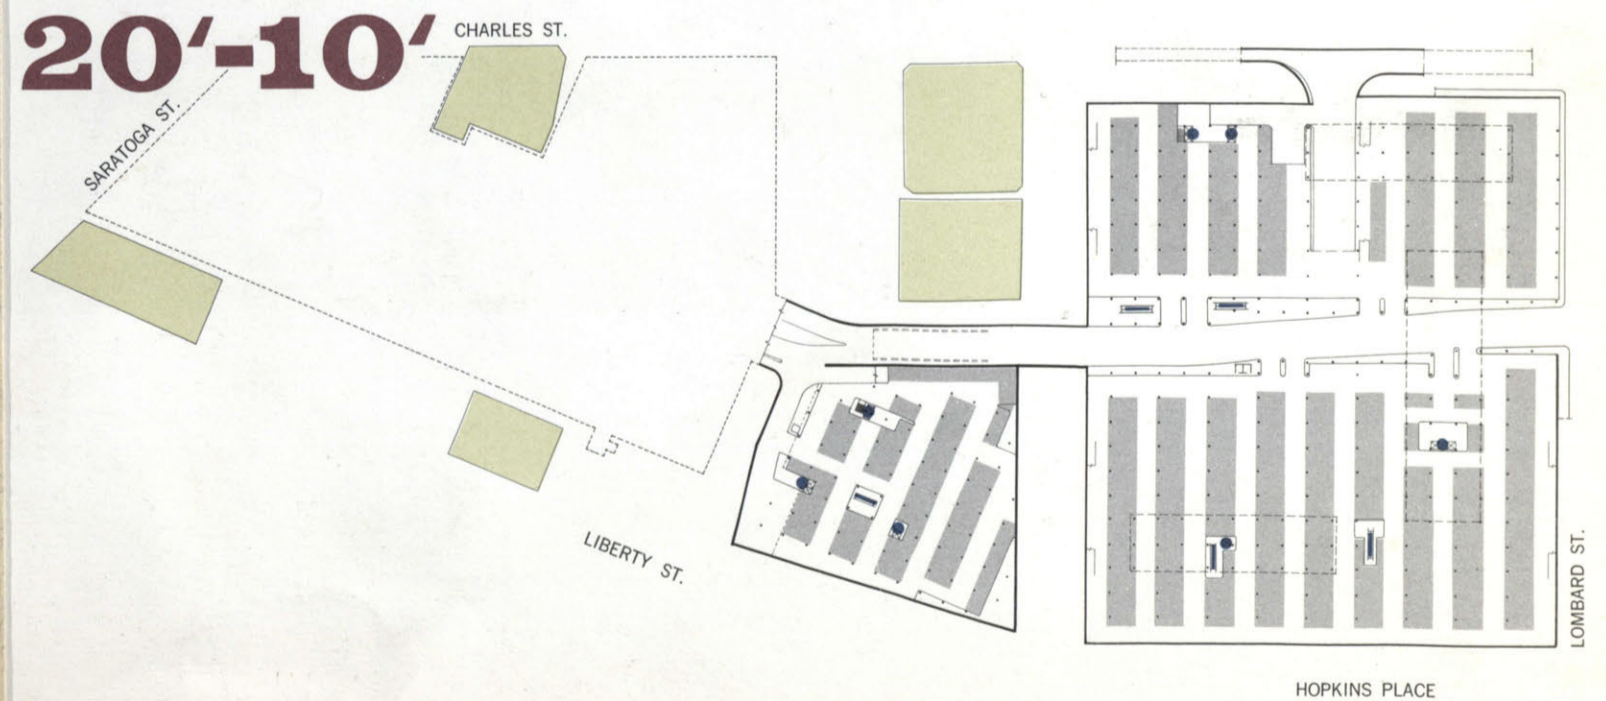 20'-10'
CHARLES ST.
SARATOGA ST.
LIBERTY ST.
LOMBARD ST.
HOPKINS PLACE